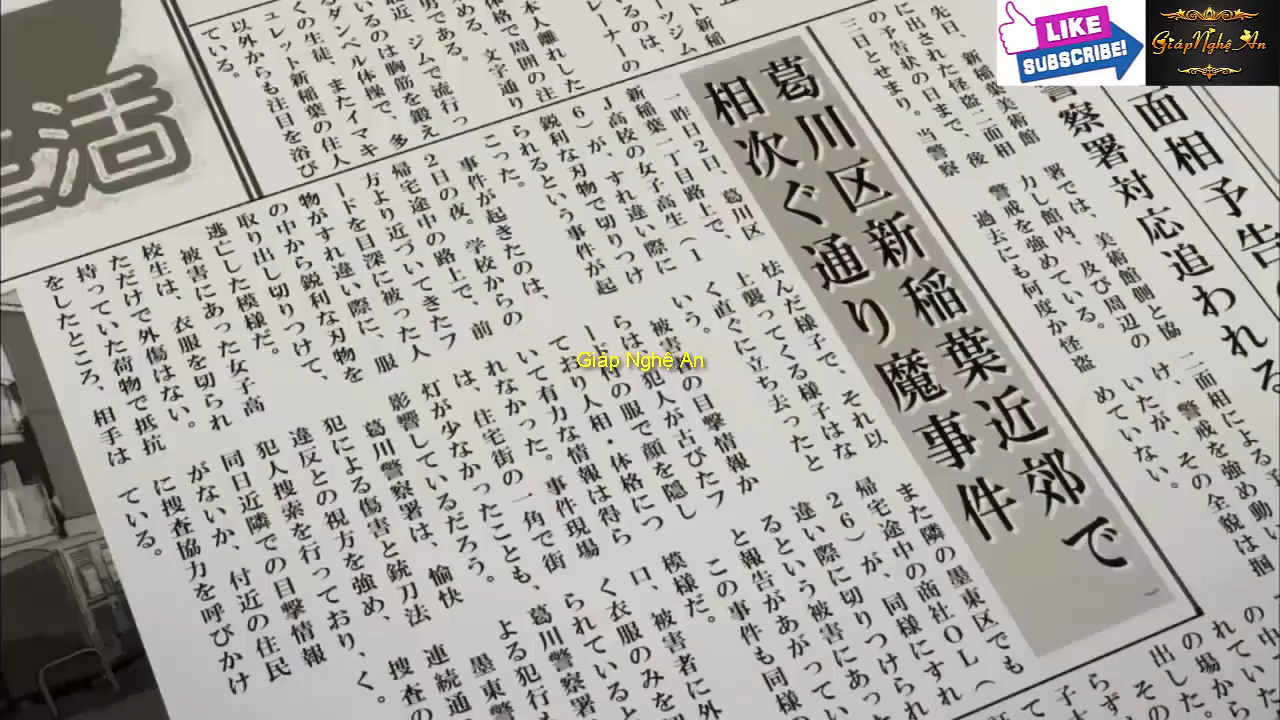 LIKE
SUBSCRIBE!
GiápNghệ An
面相予告
警察署対応追われる
先日、新稲葉美術館
に出された怪盗二面相
の予告状の日まで、後
三日とせまり。当警察
署では、美術館側と協
力し館内、及び周辺の
警戒を強めている。
過去にも何度か怪盗
二面相による盗
けたが、警戒を強め動い
いたが、その全貌は掴
めていない。
葛川区新稲葉近郊で
相次ぐ通り魔事件
一昨日2日、葛川区
新稲葉一丁目路上で、
J高校の女子高生(1
6)が、すれ違い際に
鋭利な刃物で切りつけ
られるという事件が起
こった。
事件が起きたのは、
2日の夜。学校からの
帰宅途中の路上で、前
方より近づいてきたフ
ードを目深に被った人
物がすれ違い際に、服
の中から鋭利な刃物を
取り出し切りつけて、
逃亡した模様だ。
被害にあった女子高
校生は、衣服を切られ
ただけで外傷はない。
持っていた荷物で抵抗
をしたところ、相手は
怯んだ様子で、それ以
上襲ってくる様子はな
く直ぐに立ち去ったと
いう。
被害者の目撃情報か
らは、犯人が古びたフ
ード付の服で顔を隠し
ており人相・体格につ
いて有力な情報は得ら
れなかった。事件現場
は、住宅街の一角で街
灯が少なかったことも、
影響しているだろう。
葛川警察署は、愉快
犯による傷害と銃刀法
違反との視方を強め、
犯人捜索を行っており、
同日近隣での目撃情報
がないか、付近の住民
に捜査協力を呼びかけ
ている。
また隣の墨東区でも
帰宅途中の商社OL(
26)が、同様にすれ
違い際に切りつけられ
るという被害にあった
と報告があがってい
この事件も同様
模様だ。
口、被害者に外
く衣服のみを切
られていると
葛川警察署
よる犯行
墨東警
連続通
捜査の
く。
Giáp Nghệ An
本人離れした
体格で周囲の注
める。文字通り
男である。
最近、ジムで流行っ
いるのは胸筋を鍛え
るダンベル体操で、多
くの生徒、またイマキ
ュレット新稲葉の住人
以外からも注目を浴び
ている。
活